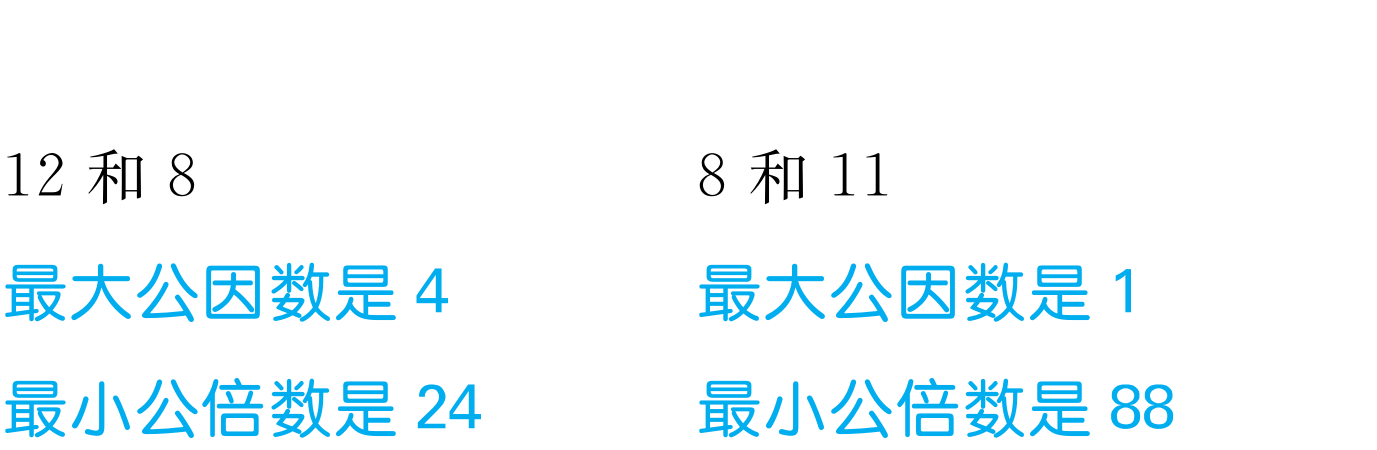 12 和 8
8 和 11
最大公因数是 4
最大公因数是 1
最小公倍数是 24
最小公倍数是 88